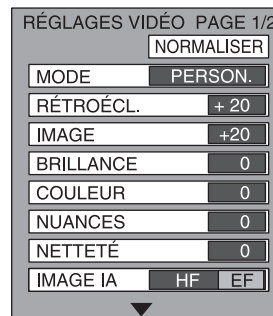 RÉGLAGES VIDÉO PAGE 1/2
NORMALISER
MODE PERSON.
RÉTROÉCL. + 20
IMAGE +20
BRILLANCE 0
COULEUR 0
NUANCES 0
NETTETÉ 0
IMAGE IA HF EF